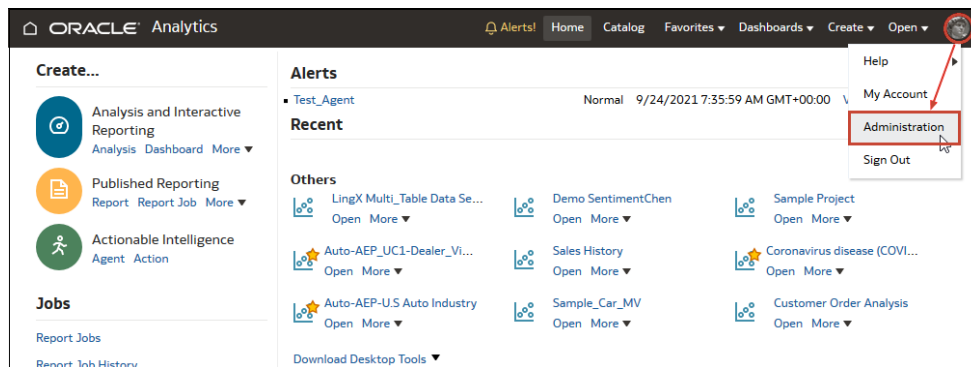 ORACLE Analytics Alerts! Home Catalog Favorites Dashboards Create Open
Help
My Account
Administration
Sign Out
Create...
Analysis and Interactive
Reporting
Analysis Dashboard More
Published Reporting
Report Report Job More
Actionable Intelligence
Agent Action
Jobs
Report Jobs
Report Job History
Alerts
Test_Agent Normal 9/24/2021 7:35:59 AM GMT+00:00
Recent
Others
LingX Multi_Table Data Se... Demo SentimentChen Sample Project
Open More Open More Open More
Auto-AEP_UC1-Dealer_Vi... Sales History Coronavirus disease (COVI...
Open More Open More Open More
Auto-AEP-U.S Auto Industry Sample_Car_MV Customer Order Analysis
Open More Open More Open More
Download Desktop Tools